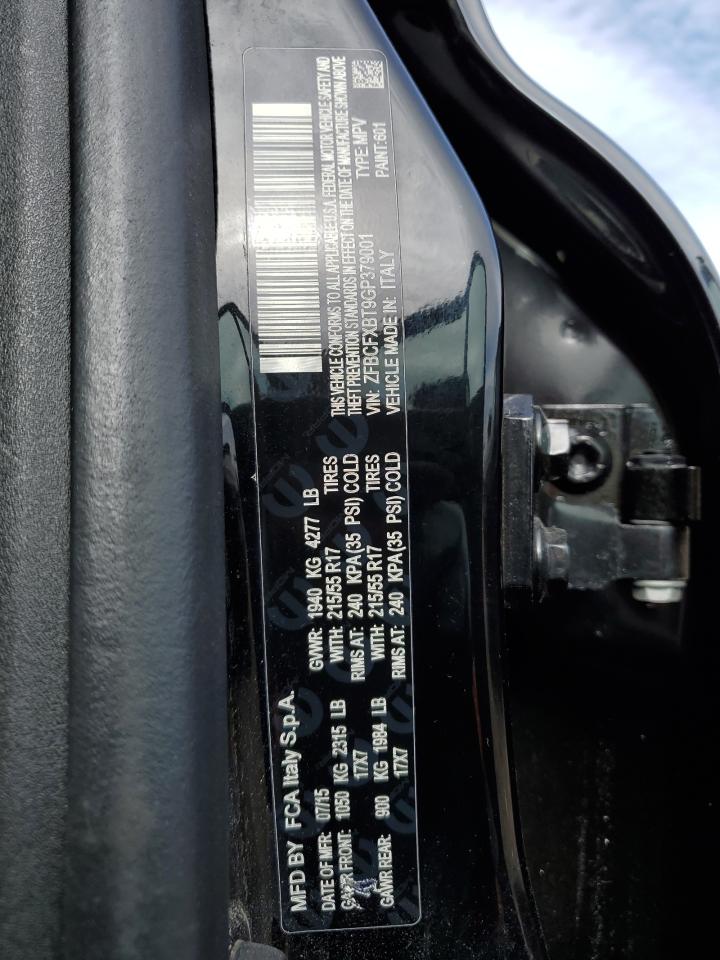 MFD BY FCA Italy S.p.A.
DATE OF MFR: 07/15 GVWR: 1940 KG 4277 LB
GAWR FRONT: 1050 KG 2315 LB WITH: 215/55 R17 TIRES
17X7 RIMS AT: 240 KPA(35 PSI) COLD
GAWR REAR: 900 KG 1984 LB WITH: 215/55 R17 TIRES
17X7 RIMS AT: 240 KPA(35 PSI) COLD
THIS VEHICLE CONFORMS TO ALL APPLICABLE U.S.A. FEDERAL MOTOR VEHICLE SAFETY AND
THEFT PREVENTION STANDARDS IN EFFECT ON THE DATE OF MANUFACTURE SHOWN ABOVE
VIN: ZFBCFXBT9GP379001 TYPE: MPV
VEHICLE MADE IN: ITALY PAINT: 601